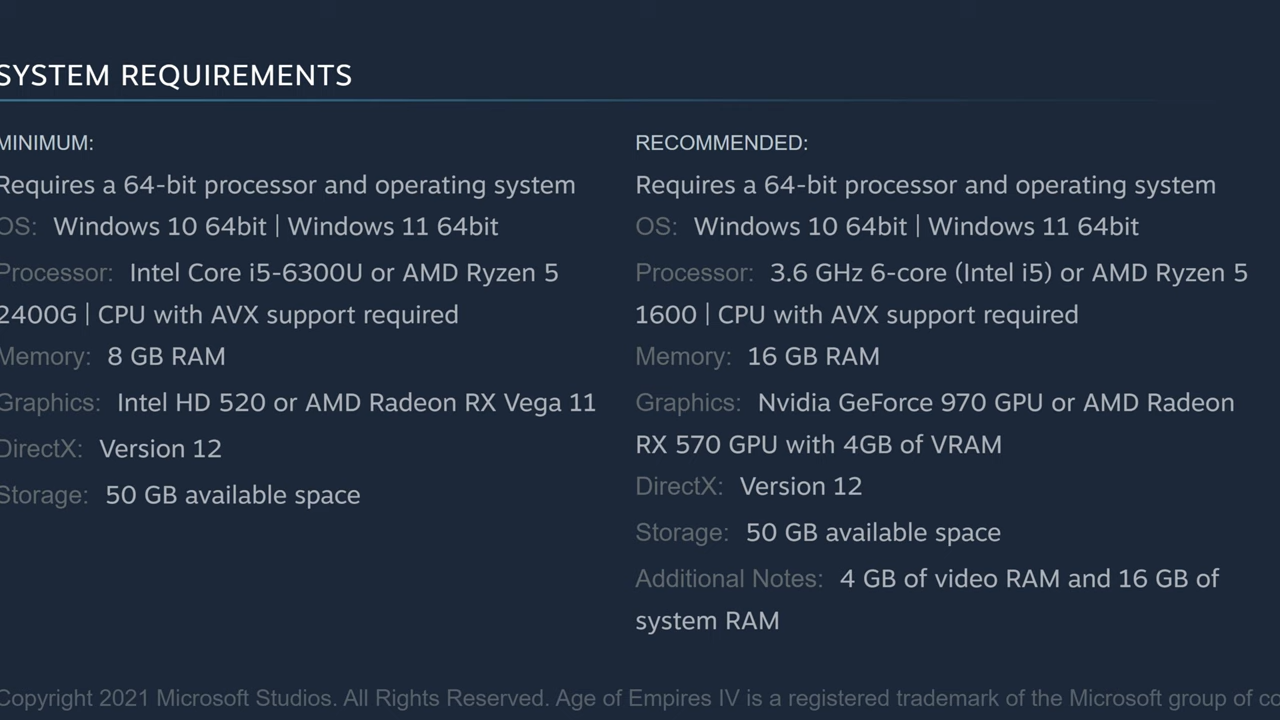 SYSTEM REQUIREMENTS
MINIMUM:
Requires a 64-bit processor and operating system
OS: Windows 10 64bit | Windows 11 64bit
Processor: Intel Core i5-6300U or AMD Ryzen 5
2400G | CPU with AVX support required
Memory: 8 GB RAM
Graphics: Intel HD 520 or AMD Radeon RX Vega 11
DirectX: Version 12
Storage: 50 GB available space
RECOMMENDED:
Requires a 64-bit processor and operating system
OS: Windows 10 64bit | Windows 11 64bit
Processor: 3.6 GHz 6-core (Intel i5) or AMD Ryzen 5
1600 | CPU with AVX support required
Memory: 16 GB RAM
Graphics: Nvidia GeForce 970 GPU or AMD Radeon
RX 570 GPU with 4GB of VRAM
DirectX: Version 12
Storage: 50 GB available space
Additional Notes: 4 GB of video RAM and 16 GB of
system RAM
Copyright 2021 Microsoft Studios. All Rights Reserved. Age of Empires IV is a registered trademark of the Microsoft group of